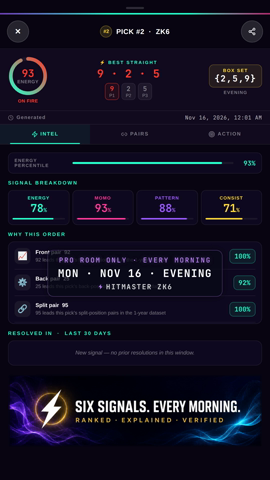 #2 PICK #2 · ZK6
93
ENERGY
ON FIRE
⚡ BEST STRAIGHT
9 · 2 · 5
9 2 5
P1 P2 P3
BOX SET
{2,5,9}
EVENING
Generated Nov 16, 2026, 12:01 AM
INTEL PAIRS ACTION
ENERGY PERCENTILE 93%
SIGNAL BREAKDOWN
ENERGY MOMO PATTERN CONSIST
78% 93% 88% 71%
WHY THIS ORDER
Front pair
100%
PRO ROOM ONLY · EVERY MORNING
MON · NOV 16 · EVENING
HITMASTER ZK6
92%
Split pair 95
95 leads this pick's split-position pairs in the 1-year dataset
100%
RESOLVED IN · LAST 30 DAYS
New signal — no prior resolutions in this window.
SIX SIGNALS. EVERY MORNING.
RANKED · EXPLAINED · VERIFIED